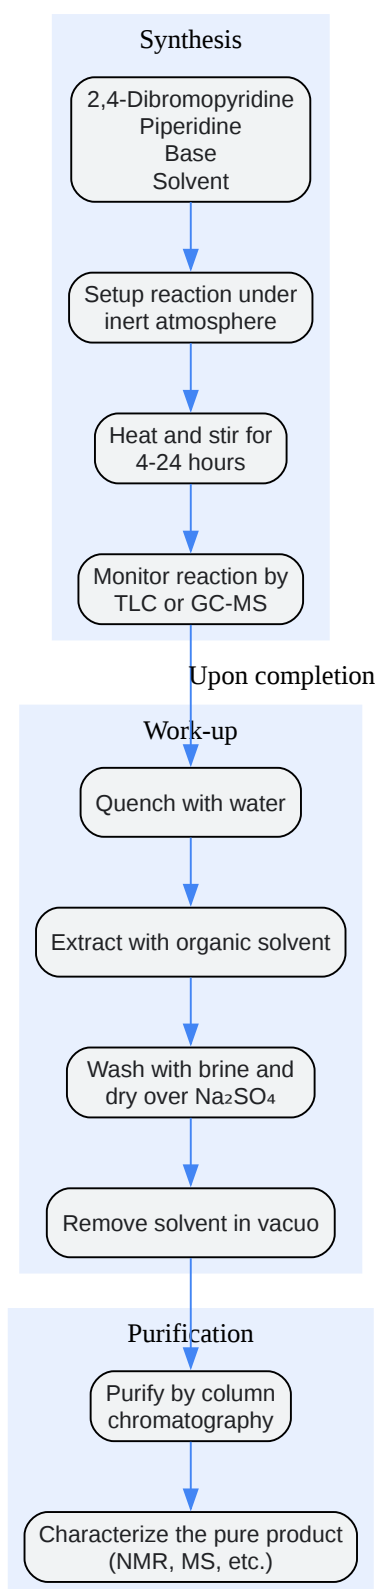 Synthesis
2,4-Dibromopyridine
Piperidine
Base
Solvent
Setup reaction under
inert atmosphere
Heat and stir for
4-24 hours
Monitor reaction by
TLC or GC-MS
Upon completion
Work-up
Quench with water
Extract with organic solvent
Wash with brine and
dry over Na₂SO₄
Remove solvent in vacuo
Purification
Purify by column
chromatography
Characterize the pure product
(NMR, MS, etc.)